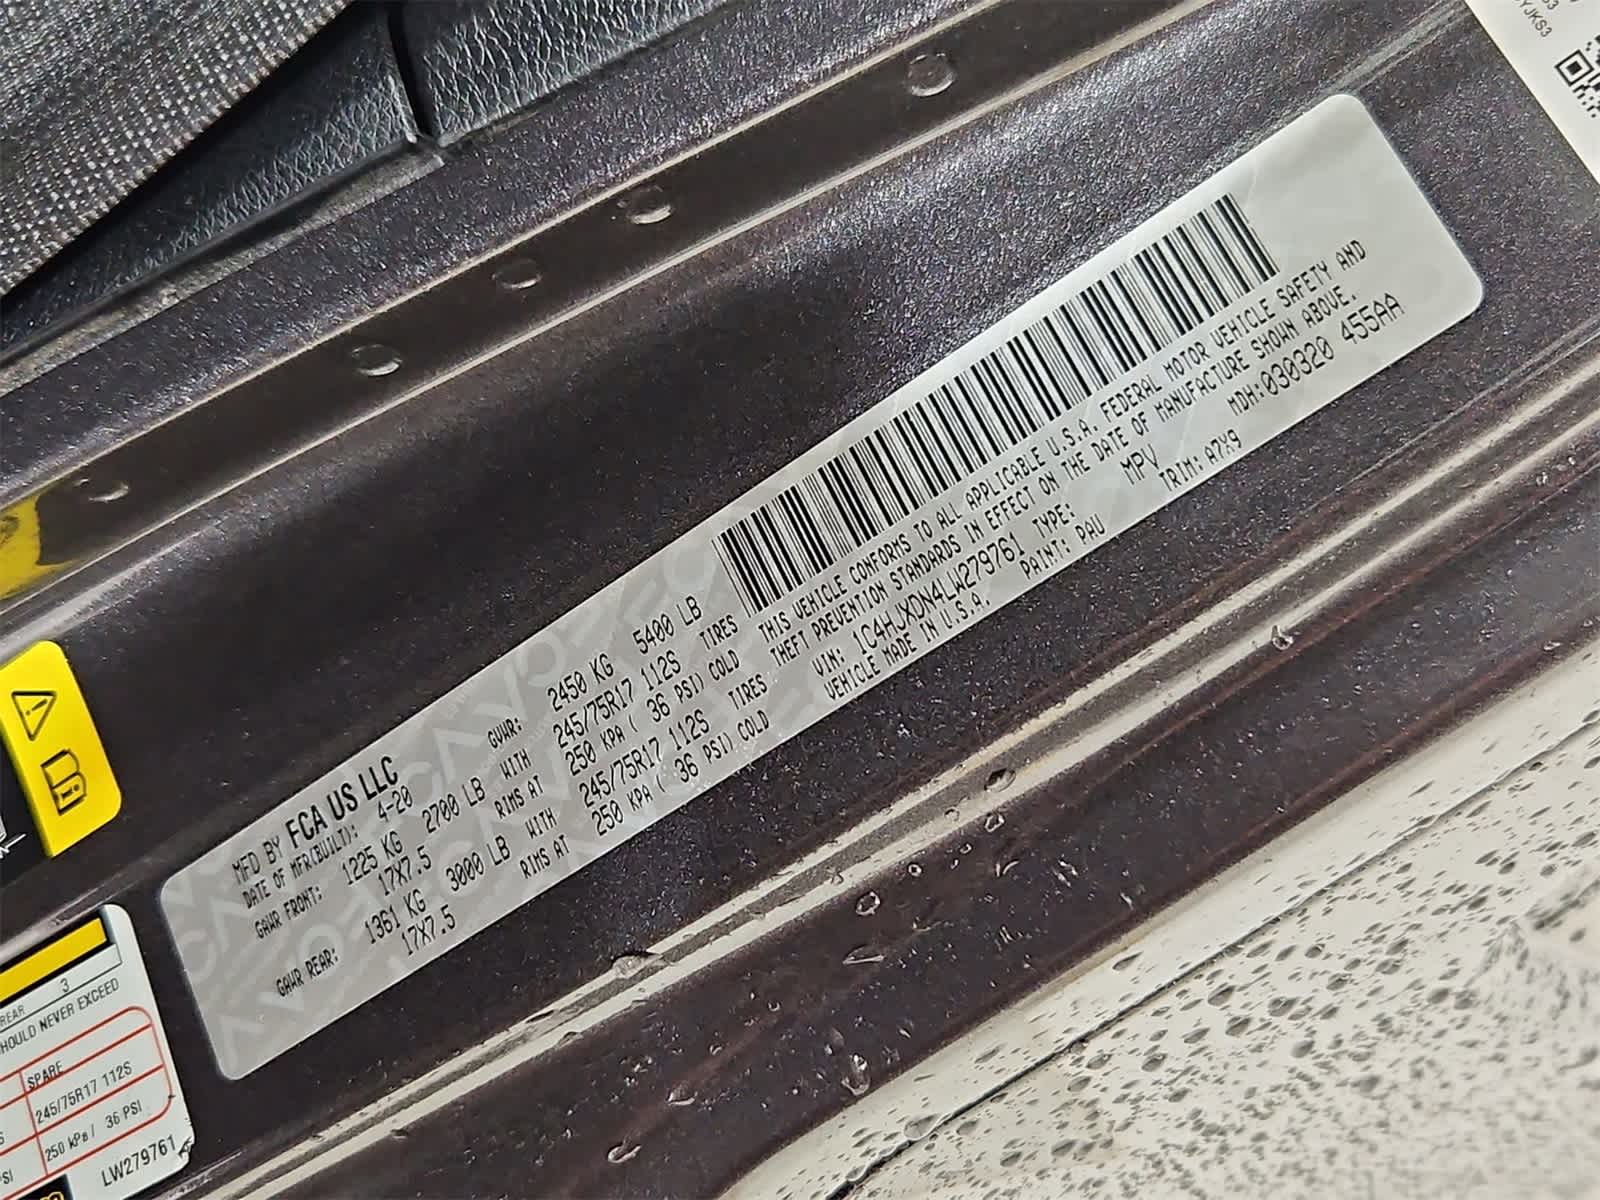 MFD BY FCA US LLC
DATE OF MFR(BUILT): 4-20
GVWR: 2450 KG 5400 LB
GAWR FRONT: 1225 KG 2700 LB WITH 245/75R17 112S TIRES
17X7.5 RIMS AT 250 KPA ( 36 PSI) COLD
GAWR REAR: 1361 KG 3000 LB WITH 245/75R17 112S TIRES
17X7.5 RIMS AT 250 KPA ( 36 PSI) COLD
THIS VEHICLE CONFORMS TO ALL APPLICABLE U.S.A. FEDERAL MOTOR VEHICLE SAFETY AND
THEFT PREVENTION STANDARDS IN EFFECT ON THE DATE OF MANUFACTURE SHOWN ABOVE.
VIN: 1C4HJXDN4LW279761 TYPE: MPV MDH:030320 455AA
VEHICLE MADE IN U.S.A. PAINT: PAU TRIM: A7X9
REAR 3
HOULD NEVER EXCEED
SPARE
245/75R17 112S
250 kPa / 36 PSI
LW279761
YJKS3